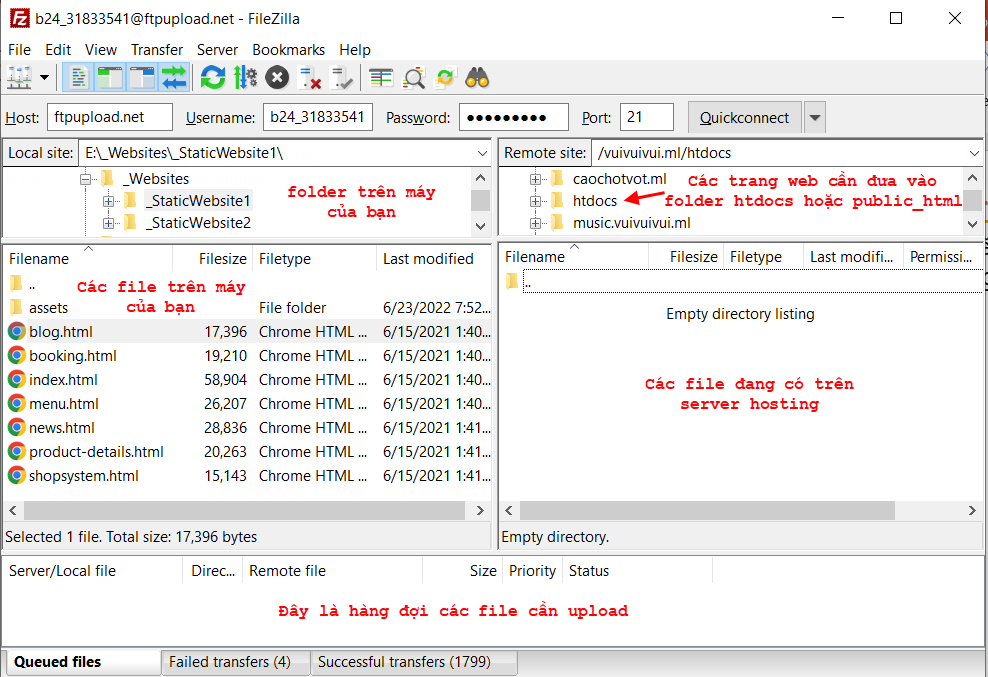 b24_31833541@ftpupload.net - FileZilla
File Edit View Transfer Server Bookmarks Help
Host: ftpupload.net Username: b24_31833541 Password: ●●●●●●●●● Port: 21 Quickconnect
Local site: E:\_Websites\_StaticWebsite1\
_Websites
_StaticWebsite1
_StaticWebsite2
folder trên máy
của bạn
Remote site: /vuivuivui.ml/htdocs
caochotvot.ml
htdocs
music.vuivuivui.ml
Các trang web cần đưa vào
folder htdocs hoặc public_html
Filename Filesize Filetype Last modified
..
Các file trên máy
của bạn
assets File folder 6/23/2022 7:52...
blog.html 17,396 Chrome HTML ... 6/15/2021 1:40...
booking.html 19,210 Chrome HTML ... 6/15/2021 1:40...
index.html 58,904 Chrome HTML ... 6/15/2021 1:40...
menu.html 26,207 Chrome HTML ... 6/15/2021 1:40...
news.html 28,836 Chrome HTML ... 6/15/2021 1:41...
product-details.html 20,263 Chrome HTML ... 6/15/2021 1:41...
shopsystem.html 15,143 Chrome HTML ... 6/15/2021 1:41...
Selected 1 file. Total size: 17,396 bytes
Filename Filesize Filetype Last modifi... Permissi...
..
Empty directory listing
Các file đang có trên
server hosting
Empty directory.
Server/Local file Direc... Remote file Size Priority Status
Đây là hàng đợi các file cần upload
Queued files Failed transfers (4) Successful transfers (1799)